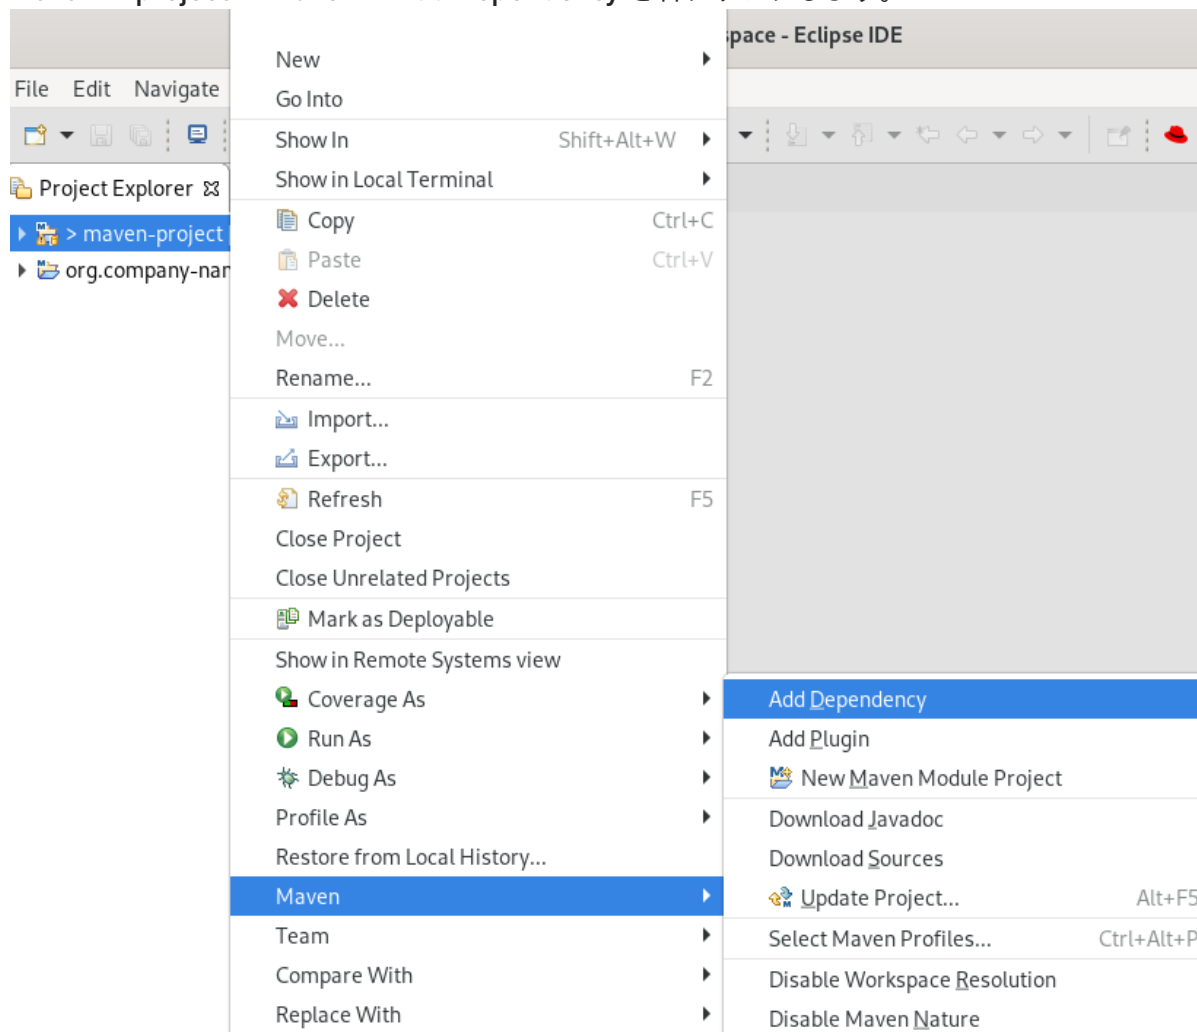 space - Eclipse IDE
File Edit Navigate
Project Explorer
> maven-project
org.company-nar
New
Go Into
Show In Shift+Alt+W
Show in Local Terminal
Copy Ctrl+C
Paste Ctrl+V
Delete
Move...
Rename... F2
Import...
Export...
Refresh F5
Close Project
Close Unrelated Projects
Mark as Deployable
Show in Remote Systems view
Coverage As
Run As
Debug As
Profile As
Restore from Local History...
Maven
Team
Compare With
Replace With
Add Dependency
Add Plugin
New Maven Module Project
Download Javadoc
Download Sources
Update Project... Alt+F5
Select Maven Profiles... Ctrl+Alt+P
Disable Workspace Resolution
Disable Maven Nature